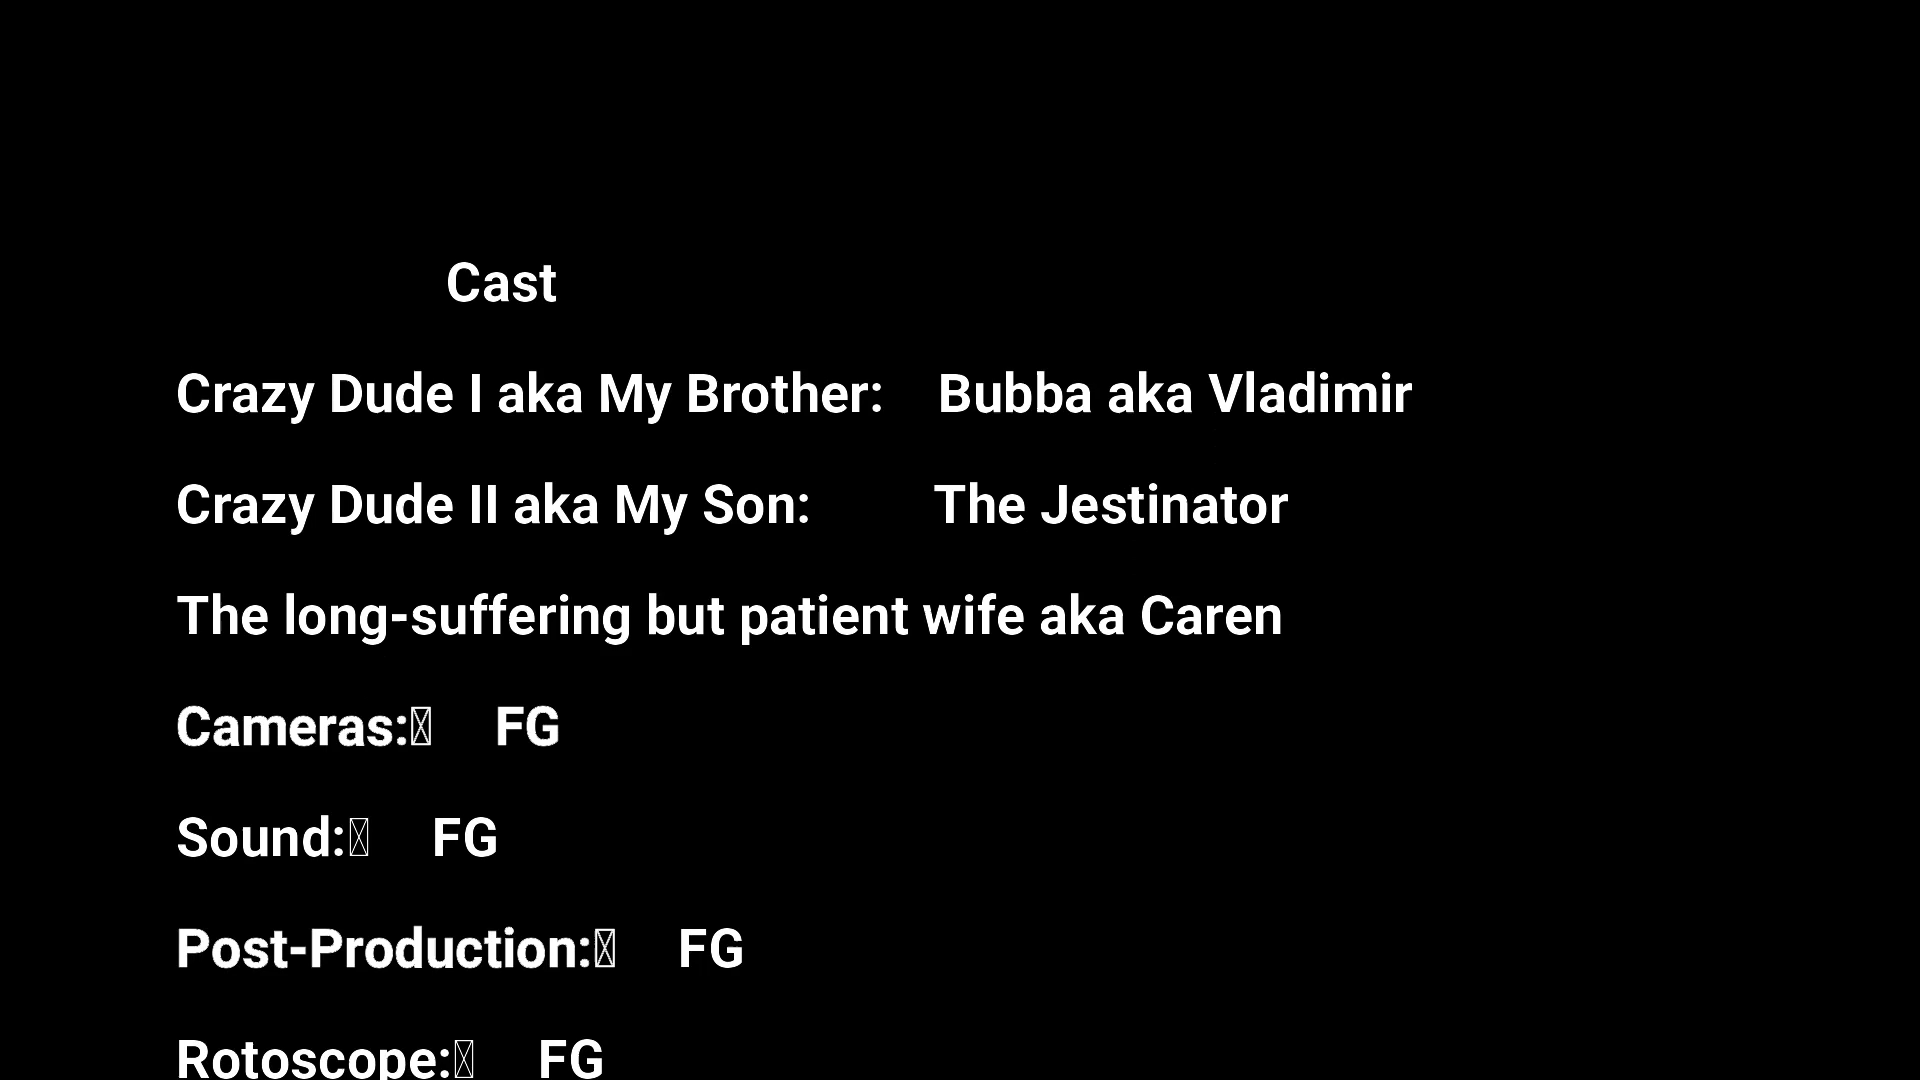 Cast
Crazy Dude I aka My Brother: Bubba aka Vladimir
Crazy Dude II aka My Son: The Jestinator
The long-suffering but patient wife aka Caren
Cameras: FG
Sound: FG
Post-Production: FG
Rotoscope: FG